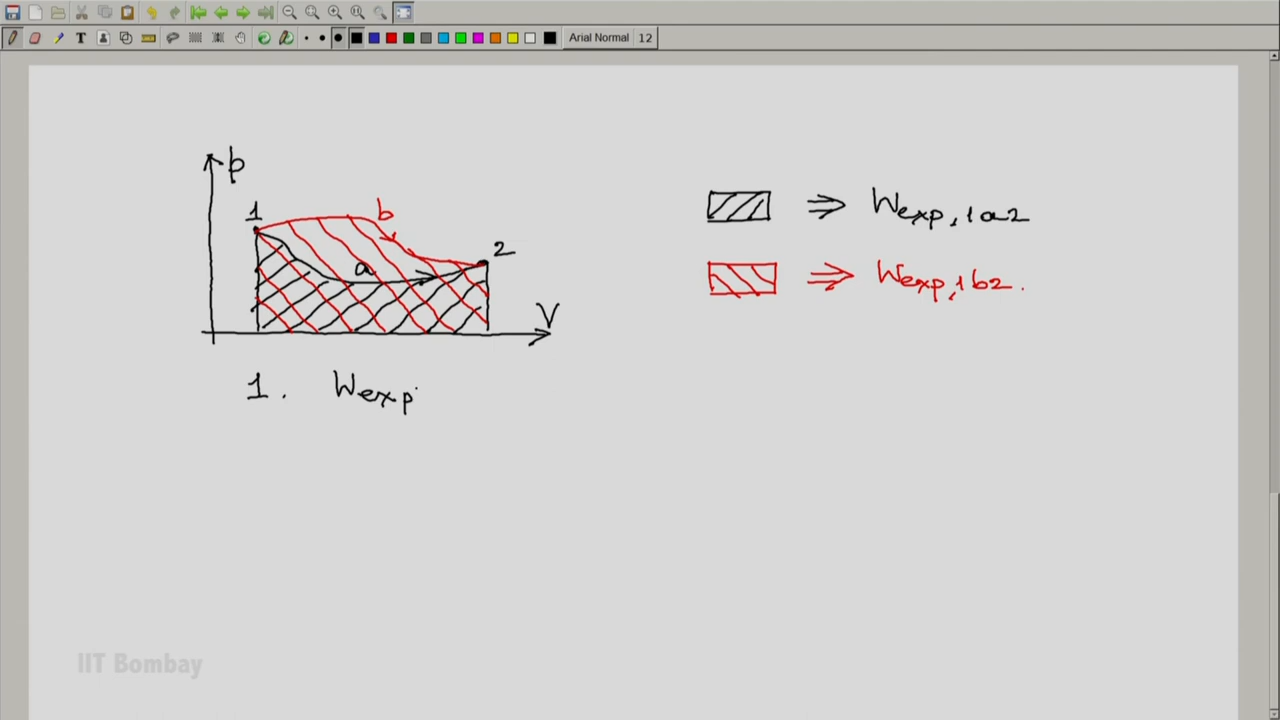 Arial Normal 12
p
1
b
a
2
V
Wexp, 1a2
Wexp, 1b2.
1. Wexp
IIT Bombay